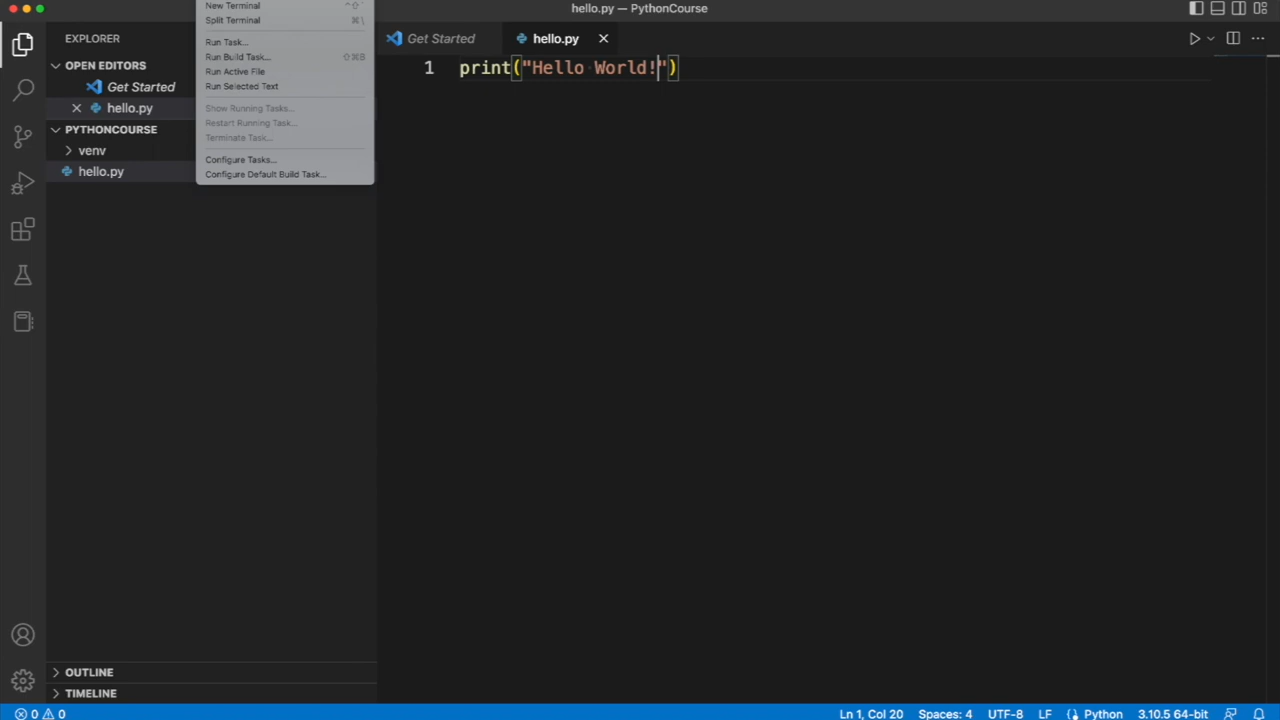 hello.py — PythonCourse
New Terminal ⌃⇧`
Split Terminal ⌘\
Run Task...
Run Build Task... ⇧⌘B
Run Active File
Run Selected Text
Show Running Tasks...
Restart Running Task...
Terminate Task...
Configure Tasks...
Configure Default Build Task...
EXPLORER
OPEN EDITORS
Get Started
hello.py
PYTHONCOURSE
venv
hello.py
OUTLINE
TIMELINE
Get Started
hello.py
1 print("Hello World!")
0 0
Ln 1, Col 20 Spaces: 4 UTF-8 LF Python 3.10.5 64-bit